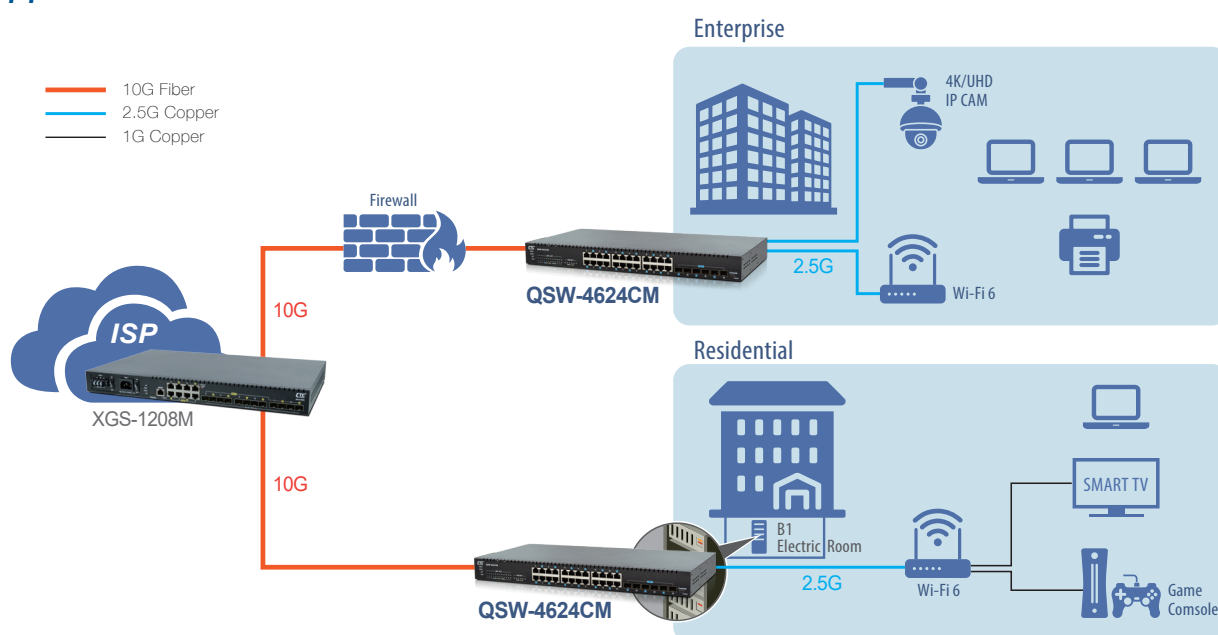 Enterprise
10G Fiber
2.5G Copper
1G Copper
4K/UHD
IP CAM
Firewall
2.5G
QSW-4624CM
Wi-Fi 6
10G
ISP
XGS-1208M
Residential
10G
SMART TV
B1
Electric Room
2.5G
Wi-Fi 6
QSW-4624CM
Game
Comsole